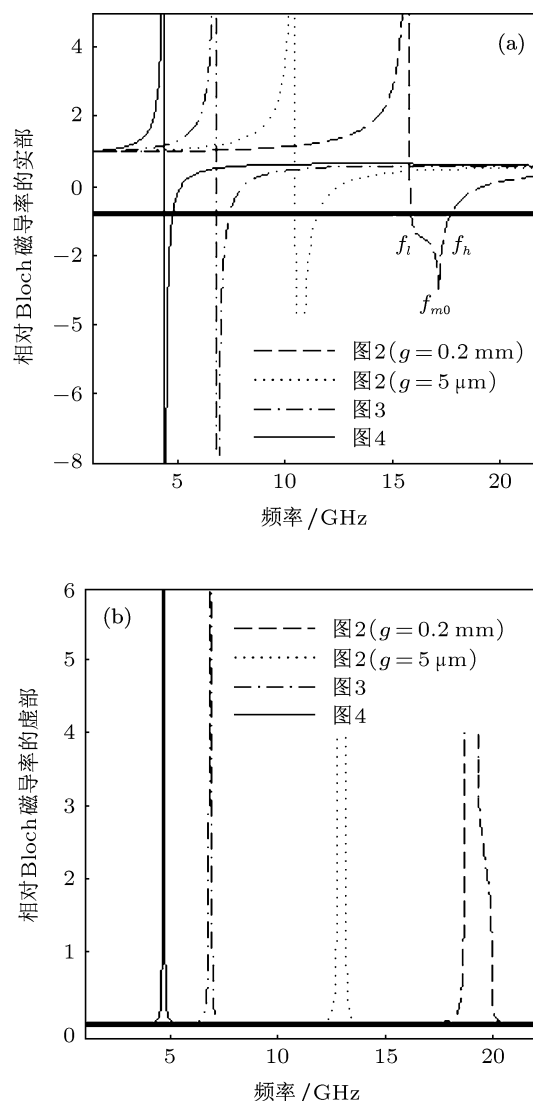 (a)
4
2
0
−2
−5
−6
−8
相对Bloch磁导率的实部
f_l
f_h
f_{m0}
图2(g = 0.2 mm)
图2(g = 5 μm)
图3
图4
5
10
15
20
频率/GHz
(b)
6
5
4
3
2
1
0
相对Bloch磁导率的虚部
图2(g = 0.2 mm)
图2(g = 5 μm)
图3
图4
5
10
15
20
频率/GHz